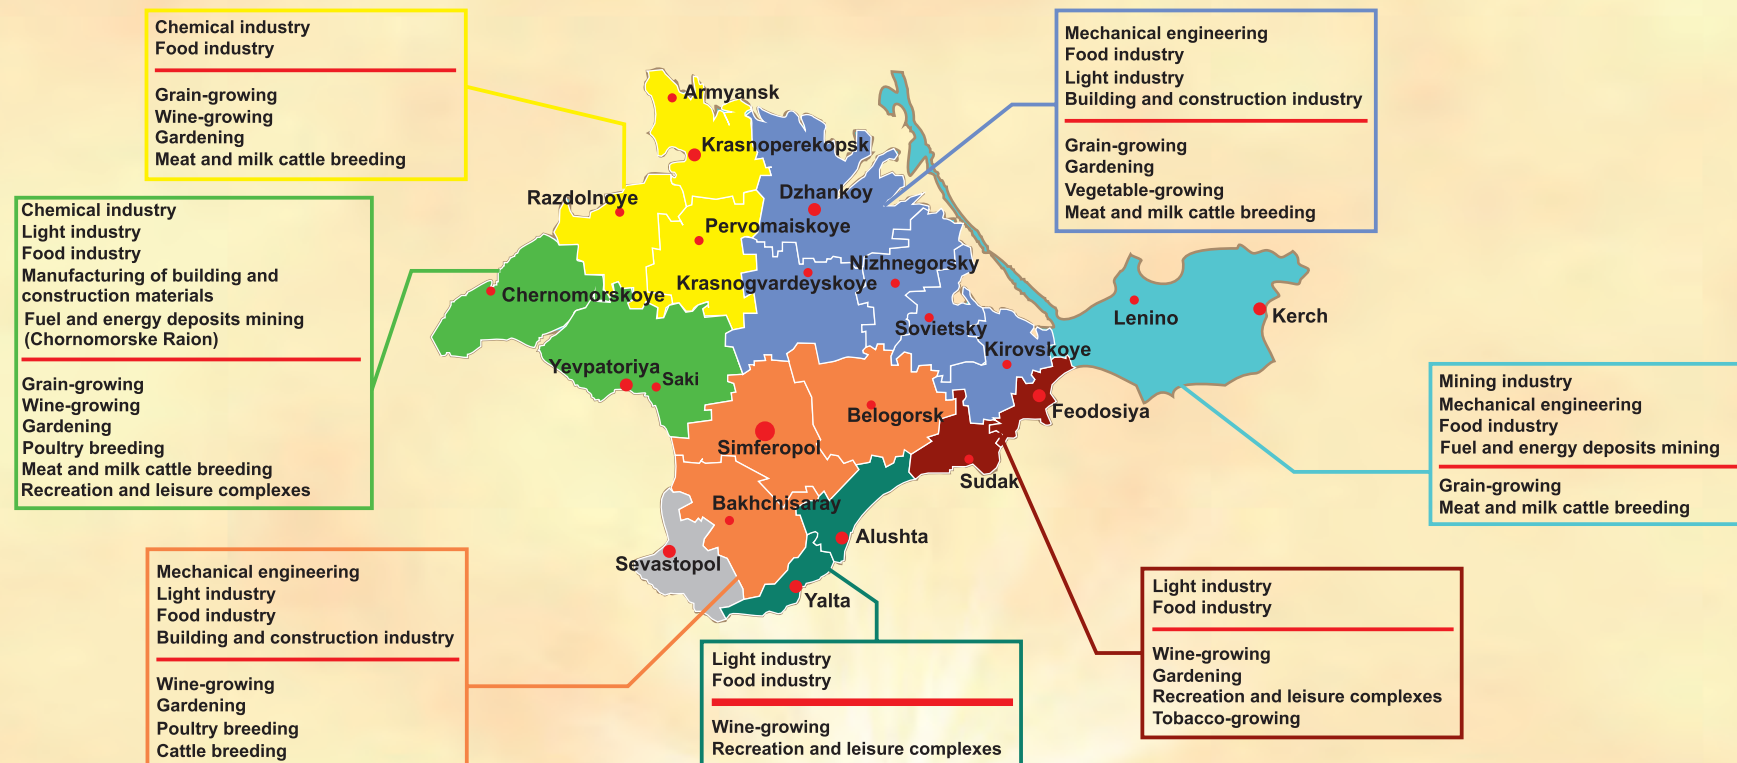 Chemical industry
Food industry
Grain-growing
Wine-growing
Gardening
Meat and milk cattle breeding
Mechanical engineering
Food industry
Light industry
Building and construction industry
Grain-growing
Gardening
Vegetable-growing
Meat and milk cattle breeding
Chemical industry
Light industry
Food industry
Manufacturing of building and
construction materials
Fuel and energy deposits mining
(Chornomorske Raion)
Grain-growing
Wine-growing
Gardening
Poultry breeding
Meat and milk cattle breeding
Recreation and leisure complexes
Armyansk
Krasnoperekopsk
Razdolnoye
Dzhankoy
Pervomaiskoye
Nizhnegorsky
Krasnogvardeyskoye
Chernomorskoye
Sovietsky
Lenino
Kerch
Kirovskoye
Yevpatoriya
Saki
Belogorsk
Feodosiya
Simferopol
Sudak
Bakhchisaray
Alushta
Sevastopol
Yalta
Mining industry
Mechanical engineering
Food industry
Fuel and energy deposits mining
Grain-growing
Meat and milk cattle breeding
Mechanical engineering
Light industry
Food industry
Building and construction industry
Wine-growing
Gardening
Poultry breeding
Cattle breeding
Light industry
Food industry
Wine-growing
Recreation and leisure complexes
Light industry
Food industry
Wine-growing
Gardening
Recreation and leisure complexes
Tobacco-growing